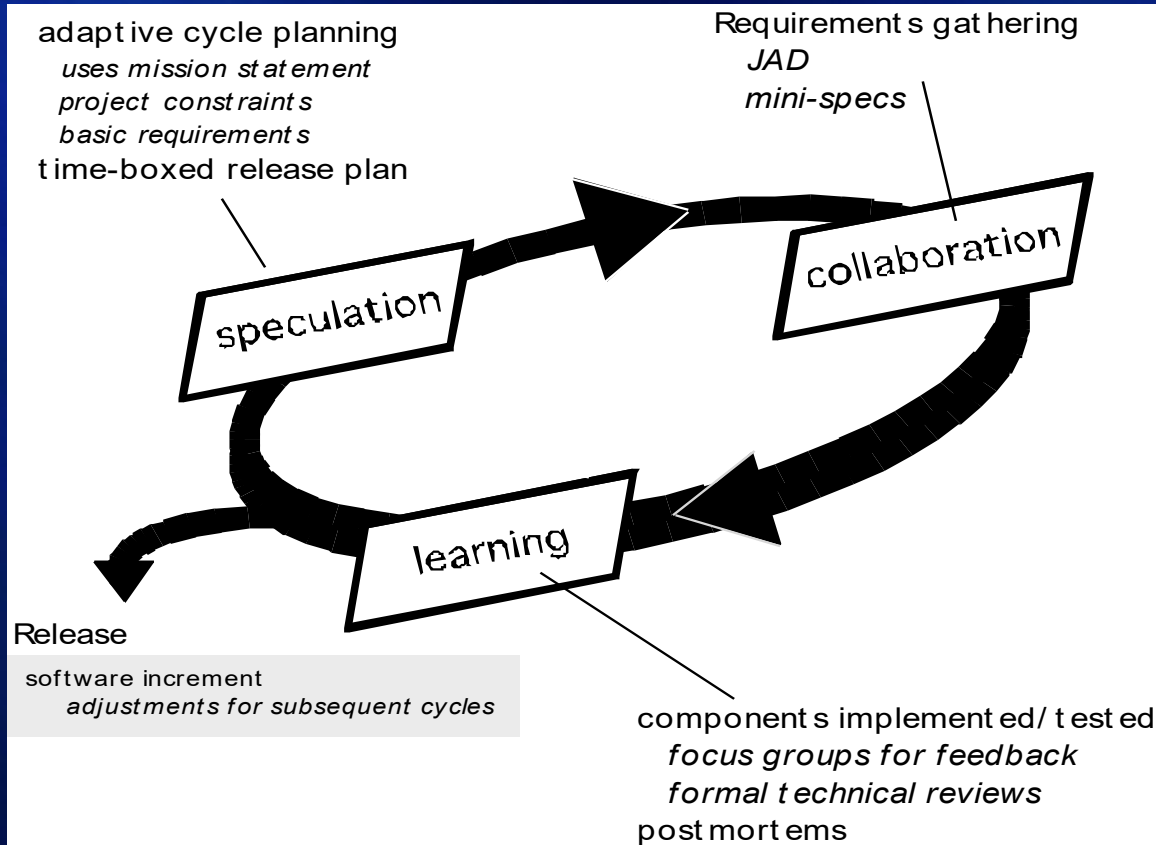 adaptive cycle planning
uses mission statement
project constraints
basic requirements
time-boxed release plan
Requirements gathering
JAD
mini-specs
speculation
collaboration
learning
Release
software increment
adjustments for subsequent cycles
components implemented/tested
focus groups for feedback
formal technical reviews
postmortems